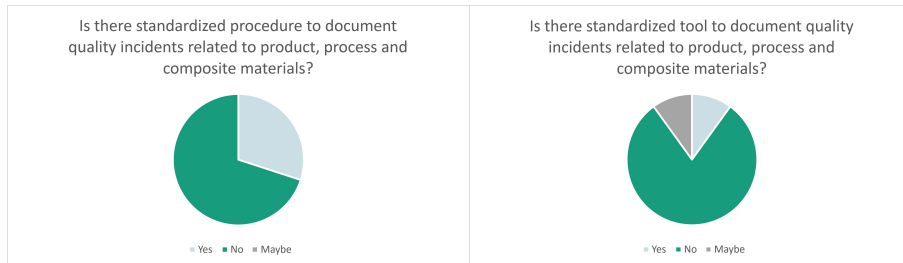 Is there standardized procedure to document
quality incidents related to product, process and
composite materials?
Yes No Maybe
Is there standardized tool to document quality
incidents related to product, process and
composite materials?
Yes No Maybe